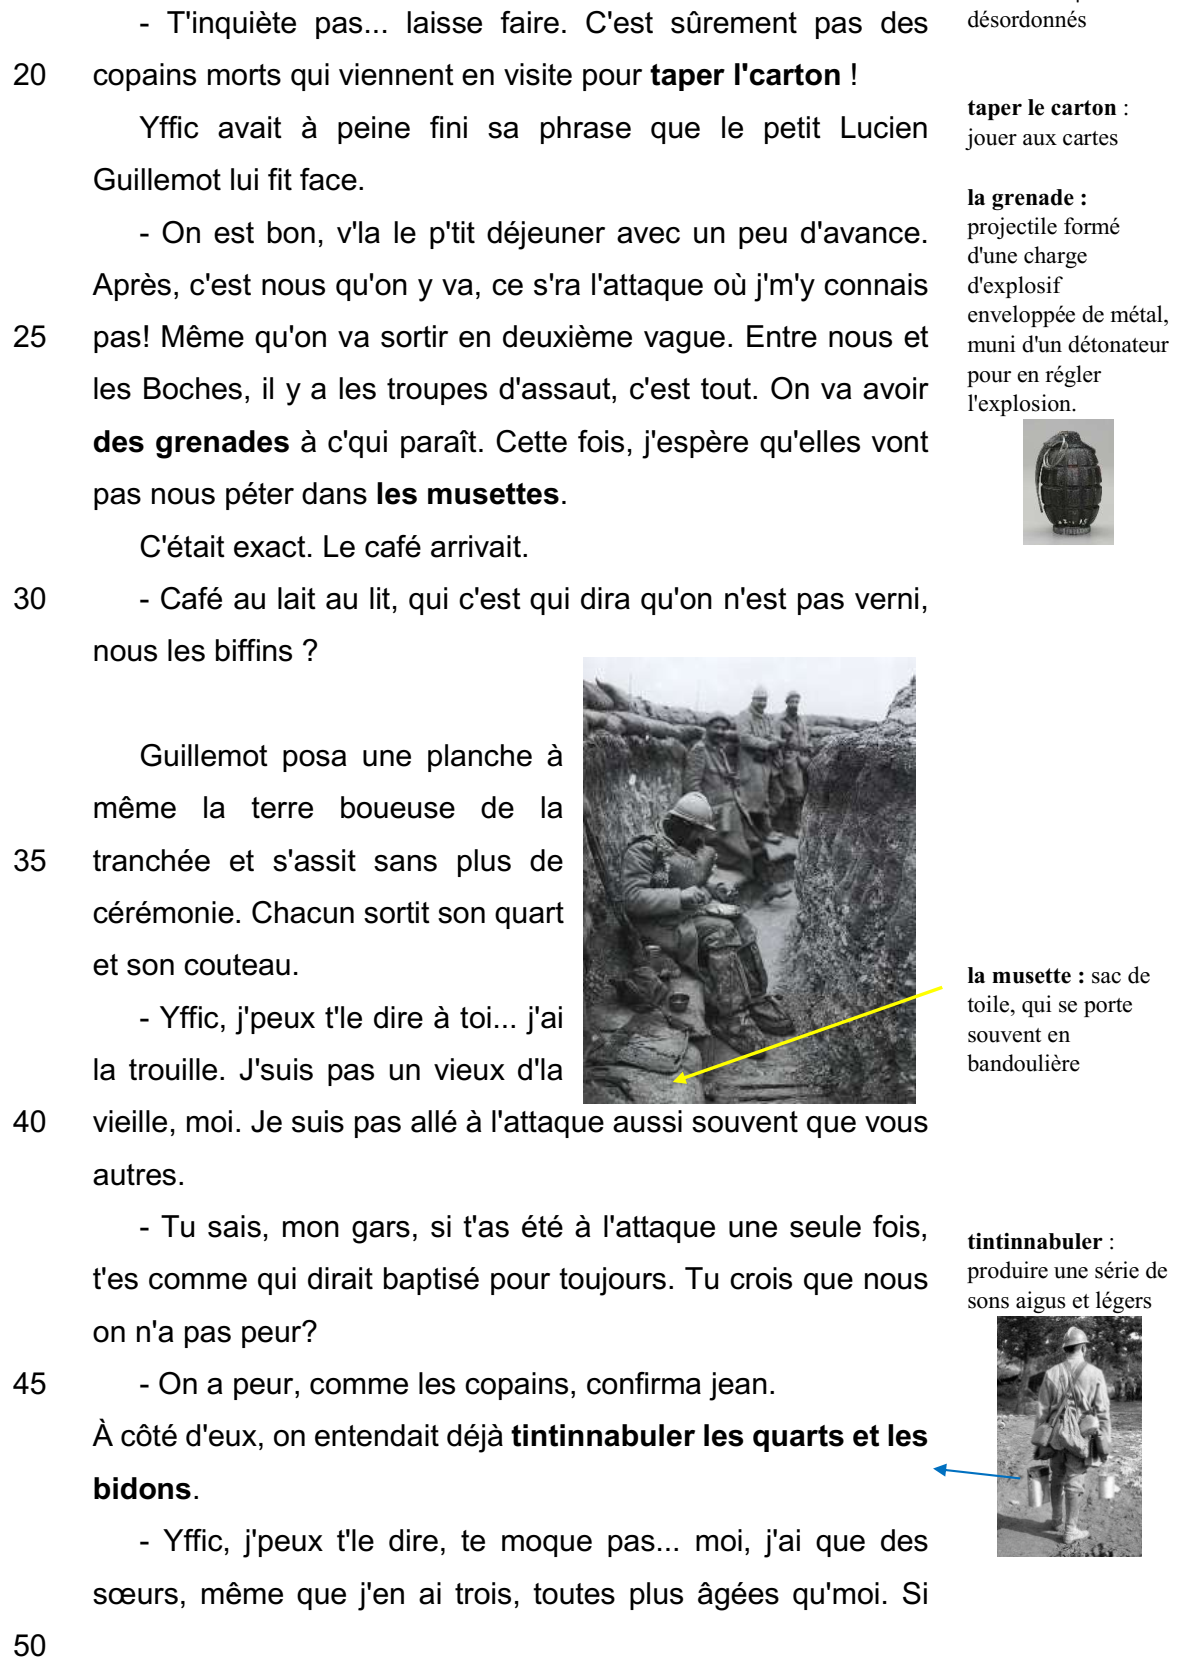 - T'inquiète pas... laisse faire. C'est sûrement pas des
20 copains morts qui viennent en visite pour taper l'carton !
Yffic avait à peine fini sa phrase que le petit Lucien
Guillemot lui fit face.
- On est bon, v'la le p'tit déjeuner avec un peu d'avance.
Après, c'est nous qu'on y va, ce s'ra l'attaque où j'm'y connais
25 pas! Même qu'on va sortir en deuxième vague. Entre nous et
les Boches, il y a les troupes d'assaut, c'est tout. On va avoir
des grenades à c'qui paraît. Cette fois, j'espère qu'elles vont
pas nous péter dans les musettes.
C'était exact. Le café arrivait.
30 - Café au lait au lit, qui c'est qui dira qu'on n'est pas verni,
nous les biffins ?
Guillemot posa une planche à
même la terre boueuse de la
35 tranchée et s'assit sans plus de
cérémonie. Chacun sortit son quart
et son couteau.
- Yffic, j'peux t'le dire à toi... j'ai
la trouille. J'suis pas un vieux d'la
40 vieille, moi. Je suis pas allé à l'attaque aussi souvent que vous
autres.
- Tu sais, mon gars, si t'as été à l'attaque une seule fois,
t'es comme qui dirait baptisé pour toujours. Tu crois que nous
on n'a pas peur?
45 - On a peur, comme les copains, confirma jean.
À côté d'eux, on entendait déjà tintinnabuler les quarts et les
bidons.
- Yffic, j'peux t'le dire, te moque pas... moi, j'ai que des
sœurs, même que j'en ai trois, toutes plus âgées qu'moi. Si
50
désordonnés
taper le carton :
jouer aux cartes
la grenade :
projectile formé
d'une charge
d'explosif
enveloppée de métal,
muni d'un détonateur
pour en régler
l'explosion.
la musette : sac de
toile, qui se porte
souvent en
bandoulière
tintinnabuler :
produire une série de
sons aigus et légers